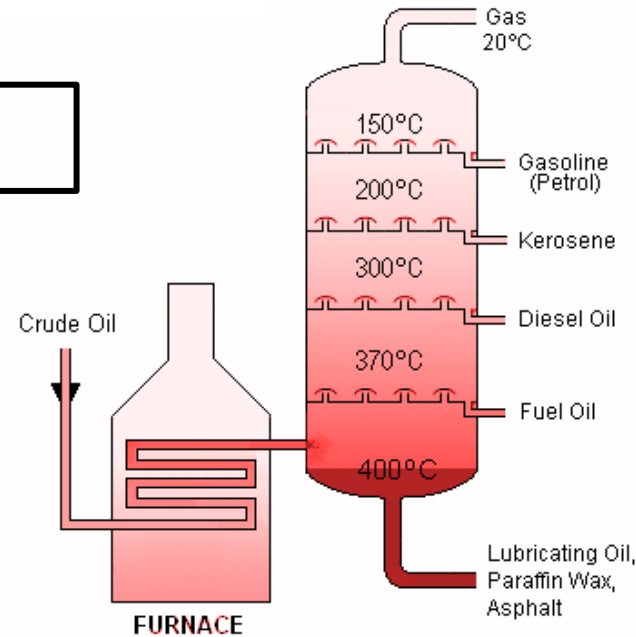 Gas
20°C
150°C
Gasoline
(Petrol)
200°C
Kerosene
300°C
Crude Oil
Diesel Oil
370°C
Fuel Oil
400°C
Lubricating Oil,
Paraffin Wax,
Asphalt
FURNACE